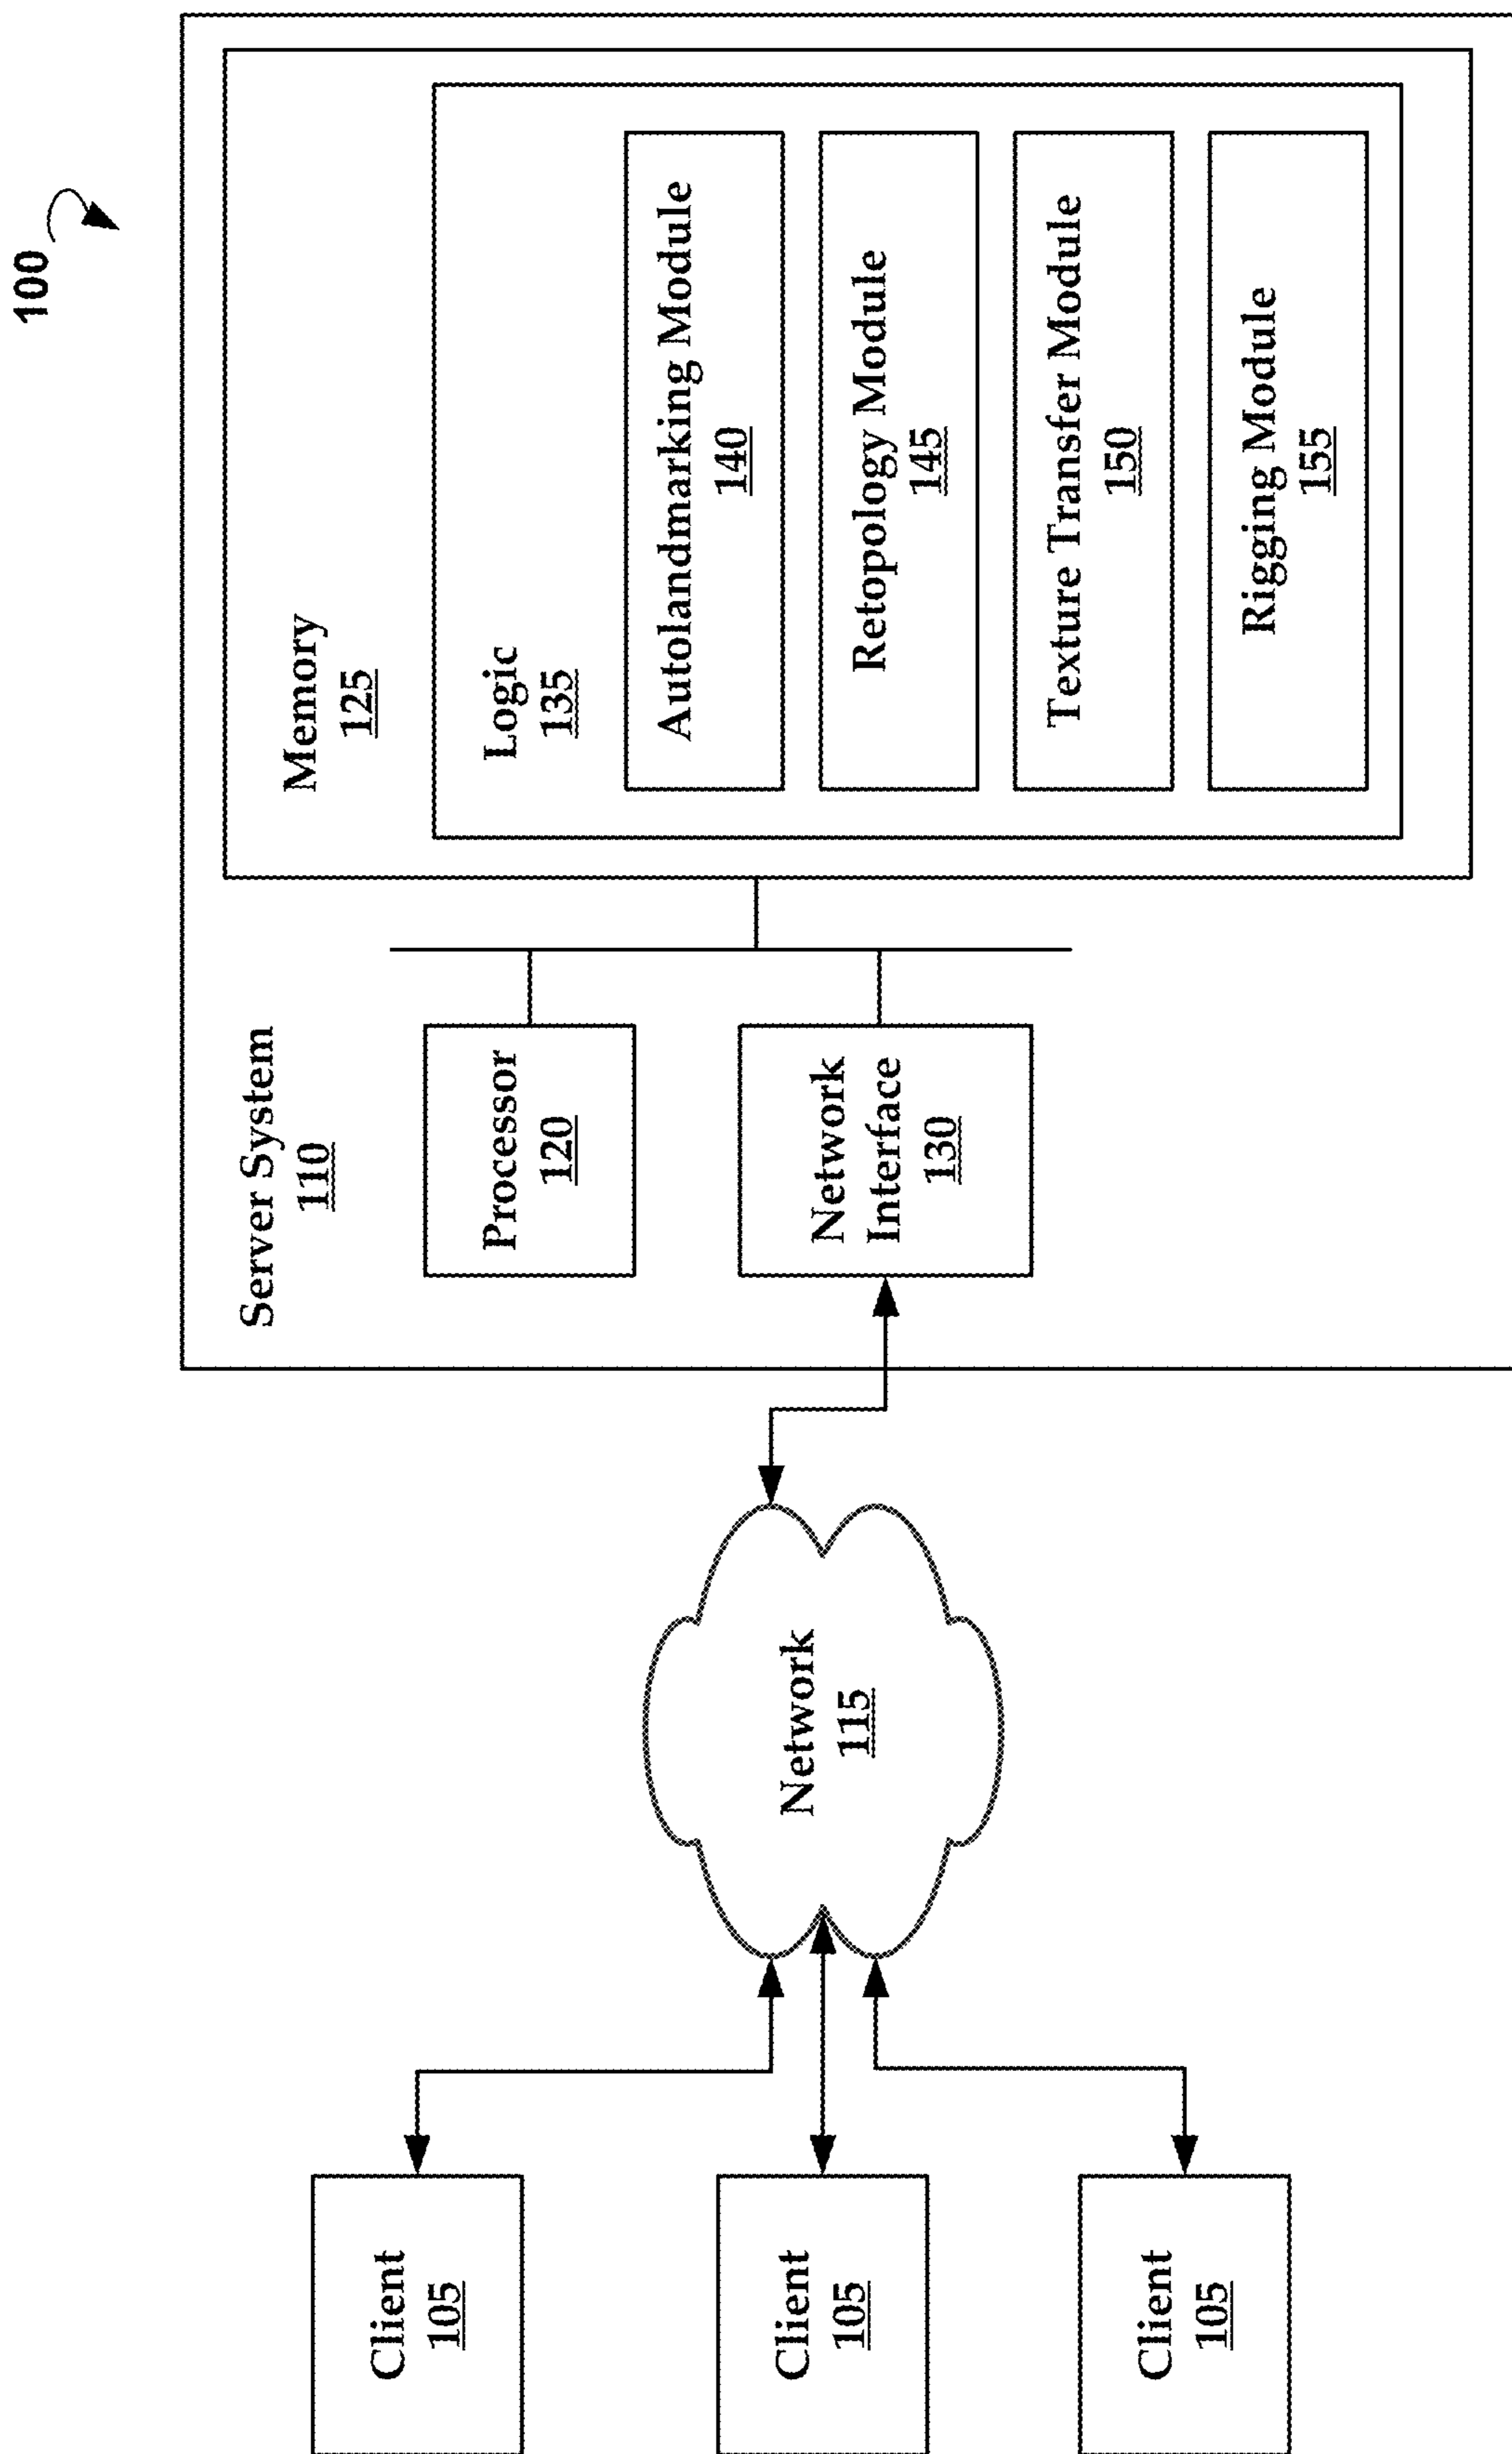 100
Client
105
Client
105
Client
105
Network
115
Server System
110
Processor
120
Network
Interface
130
Memory
125
Logic
135
Autolandmarking Module
140
Retopology Module
145
Texture Transfer Module
150
Rigging Module
155